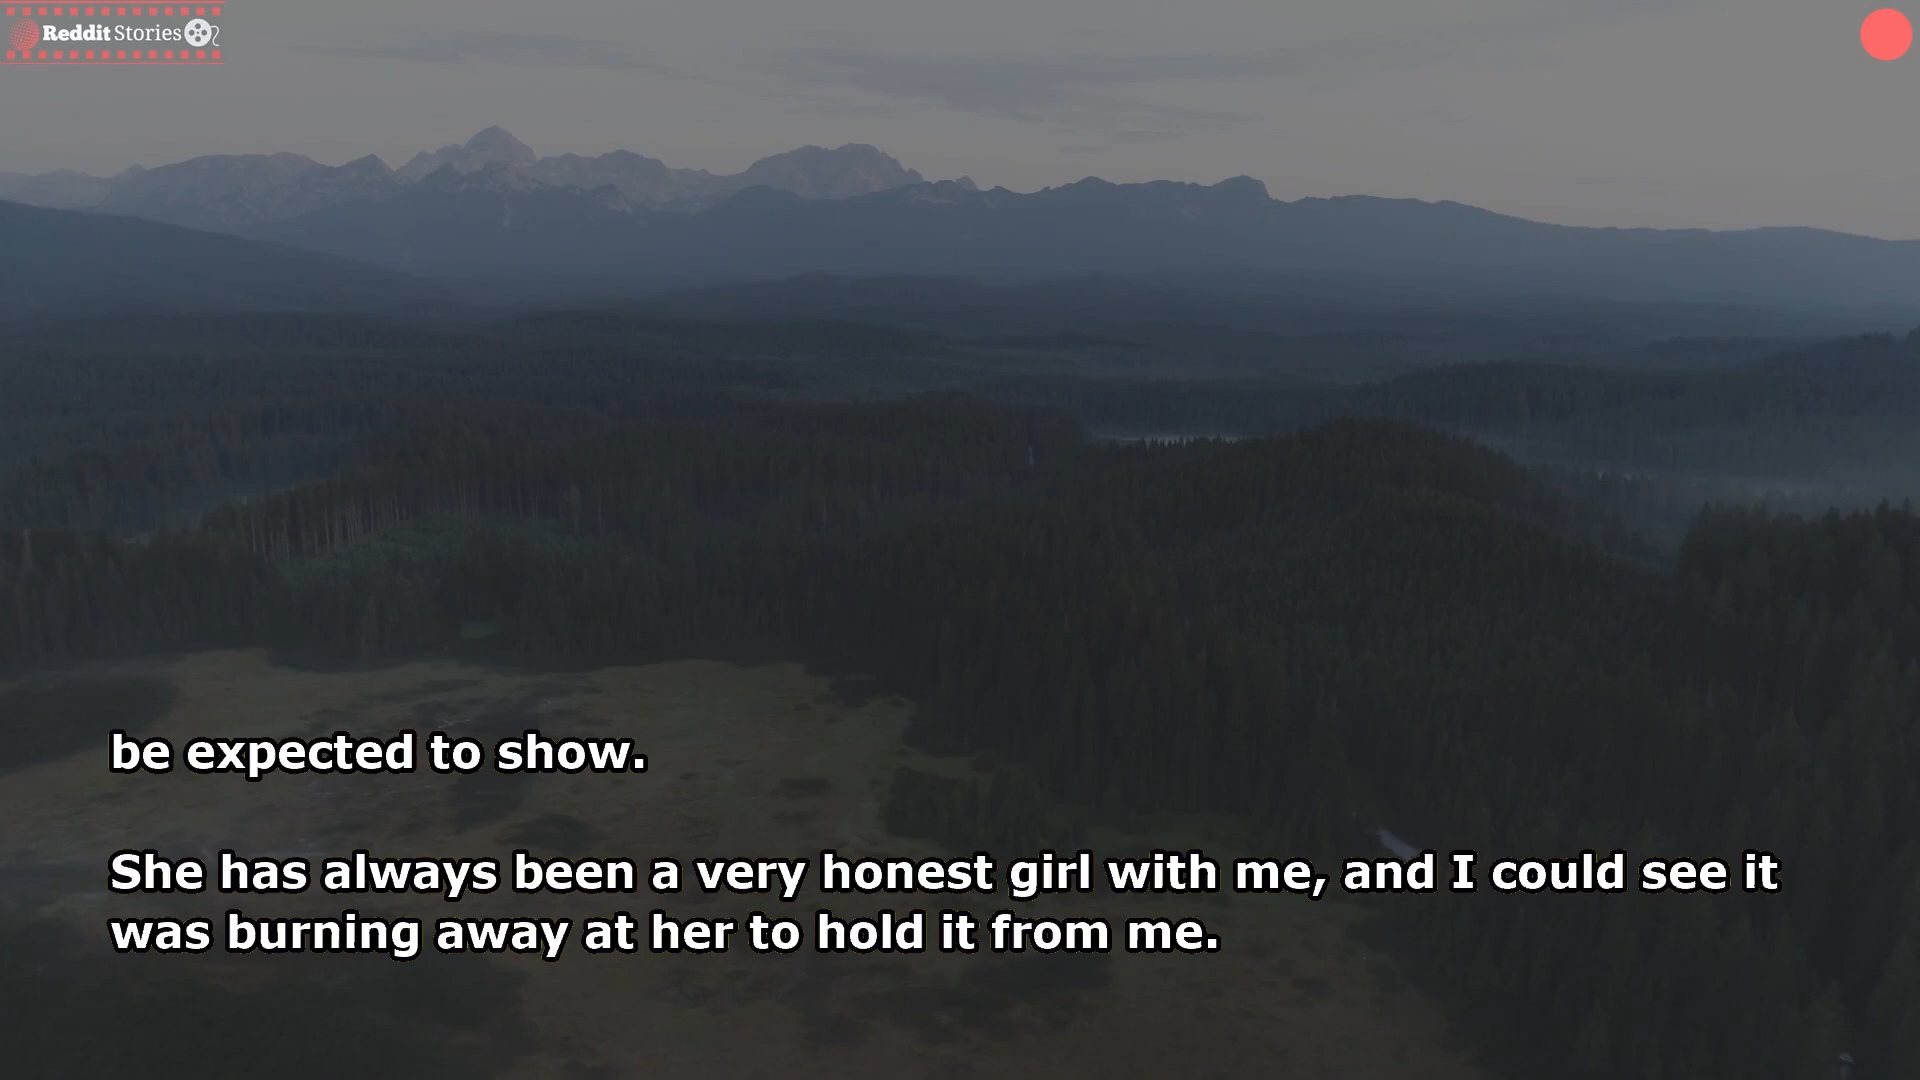 Reddit Stories
be expected to show.
She has always been a very honest girl with me, and I could see it
was burning away at her to hold it from me.